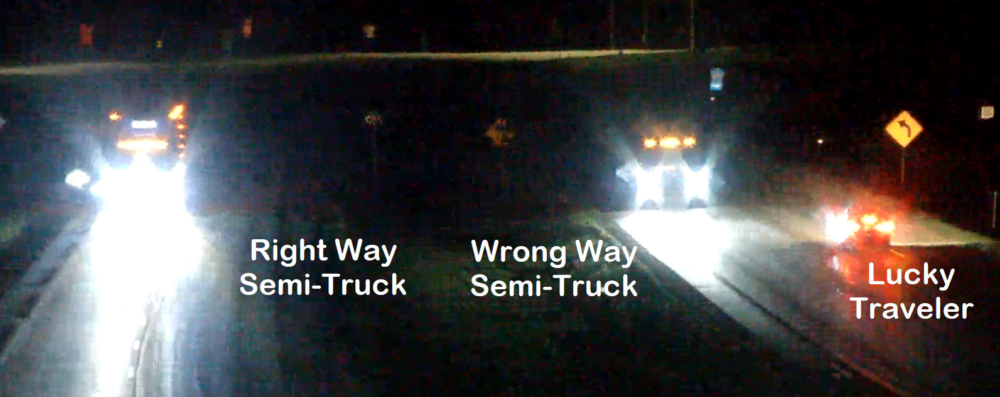 Right Way
Semi-Truck
Wrong Way
Semi-Truck
Lucky
Traveler